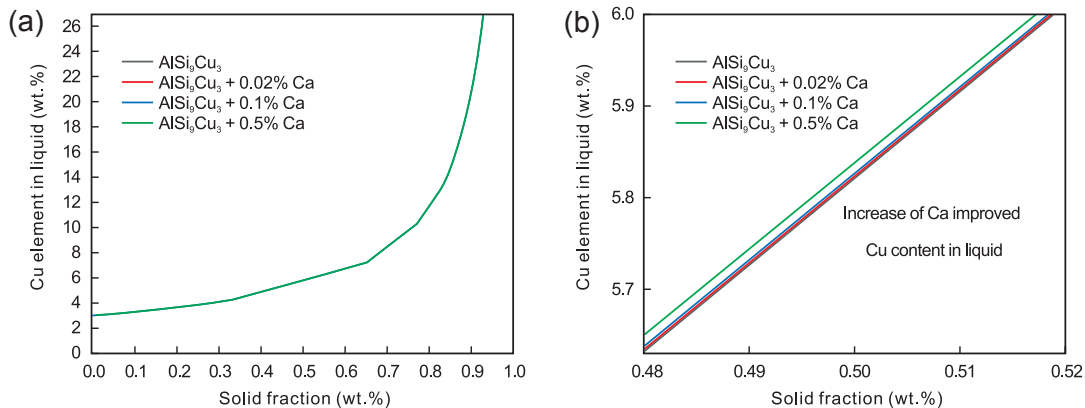 (a)
Cu element in liquid (wt.%)
26
24
22
20
18
16
14
12
10
8
6
4
2
0
AlSi₉Cu₃
AlSi₉Cu₃ + 0.02% Ca
AlSi₉Cu₃ + 0.1% Ca
AlSi₉Cu₃ + 0.5% Ca
0.0 0.1 0.2 0.3 0.4 0.5 0.6 0.7 0.8 0.9 1.0
Solid fraction (wt.%)
(b)
Cu element in liquid (wt.%)
6.0
5.9
5.8
5.7
AlSi₉Cu₃
AlSi₉Cu₃ + 0.02% Ca
AlSi₉Cu₃ + 0.1% Ca
AlSi₉Cu₃ + 0.5% Ca
Increase of Ca improved
Cu content in liquid
0.48 0.49 0.50 0.51 0.52
Solid fraction (wt.%)